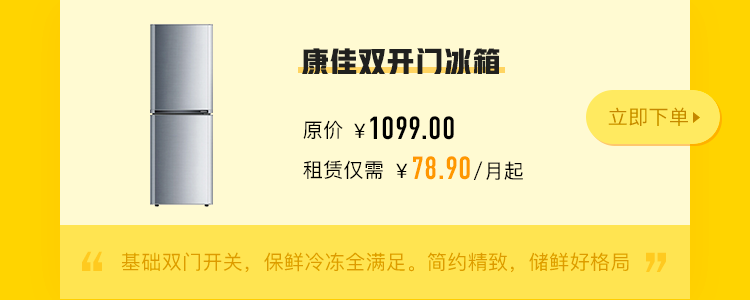 康佳双开门冰箱
原价 ¥1099.00
立即下单
租赁仅需 ¥78.90/月起
“ 基础双门开关，保鲜冷冻全满足。简约精致，储鲜好格局 ”